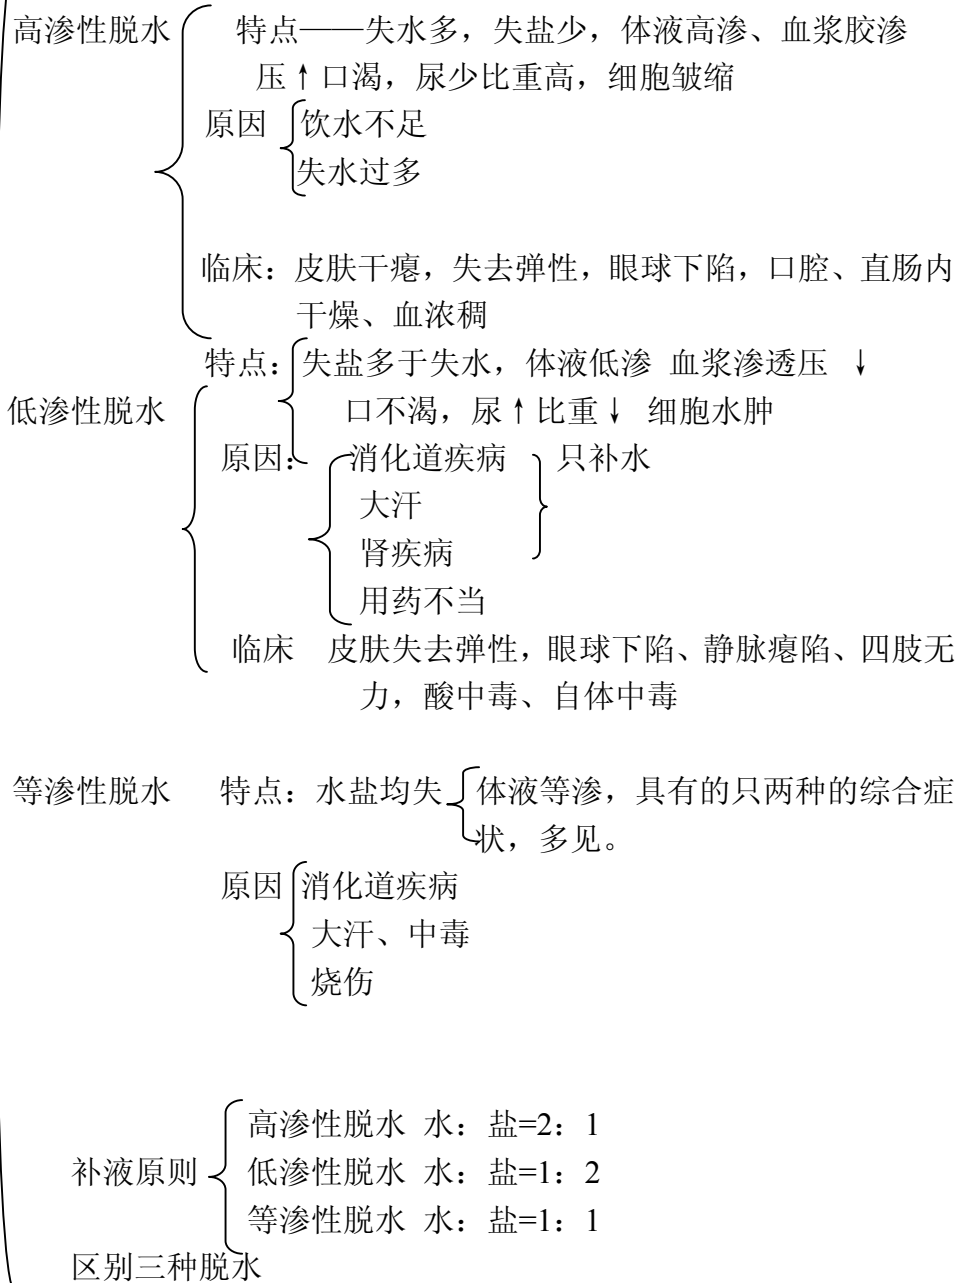 高渗性脱水 特点——失水多，失盐少，体液高渗、血浆胶渗
压↑口渴，尿少比重高，细胞皱缩
原因 饮水不足
失水过多
临床：皮肤干瘪，失去弹性，眼球下陷，口腔、直肠内
干燥、血浓稠
特点：失盐多于失水，体液低渗 血浆渗透压 ↓
低渗性脱水 口不渴，尿↑比重↓ 细胞水肿
原因： 消化道疾病 只补水
大汗
肾疾病
用药不当
临床 皮肤失去弹性，眼球下陷、静脉瘪陷、四肢无
力，酸中毒、自体中毒
等渗性脱水 特点：水盐均失 体液等渗，具有的只两种的综合症
状，多见。
原因 消化道疾病
大汗、中毒
烧伤
高渗性脱水 水：盐=2：1
补液原则 低渗性脱水 水：盐=1：2
等渗性脱水 水：盐=1：1
区别三种脱水